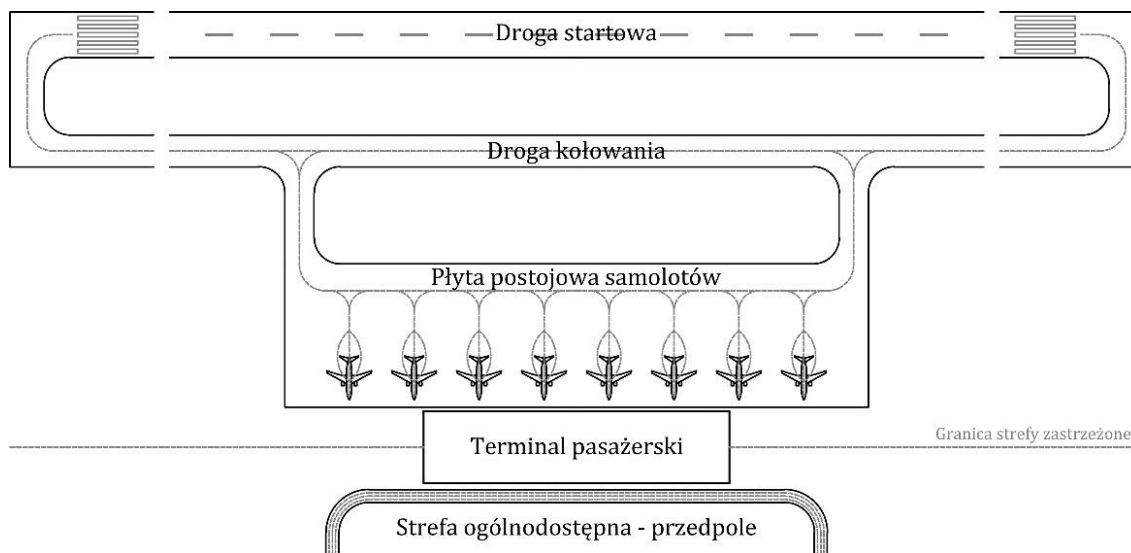 Droga startowa
Droga kołowania
Płyta postojowa samolotów
Terminal pasażerski
Granica strefy zastrzeżone
Strefa ogólnodostępna - przedpole